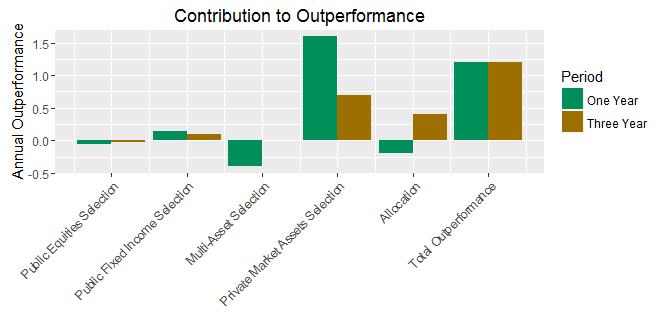 Contribution to Outperformance
Annual Outperformance
1.5
1.0
0.5
0.0
-0.5
Public Equities Selection
Public Fixed Income Selection
Multi-Asset Selection
Private Market Assets Selection
Allocation
Total Outperformance
Period
One Year
Three Year